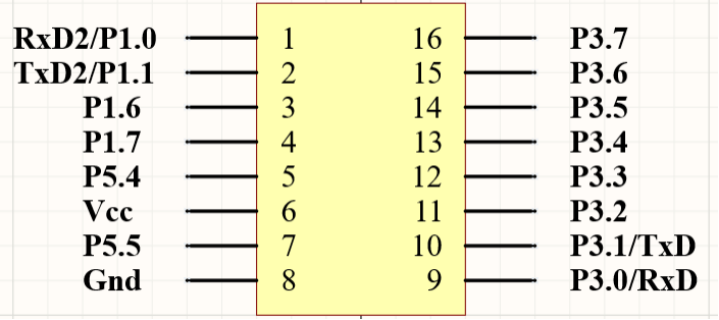 RxD2/P1.0 1 16 P3.7
TxD2/P1.1 2 15 P3.6
P1.6 3 14 P3.5
P1.7 4 13 P3.4
P5.4 5 12 P3.3
Vcc 6 11 P3.2
P5.5 7 10 P3.1/TxD
Gnd 8 9 P3.0/RxD